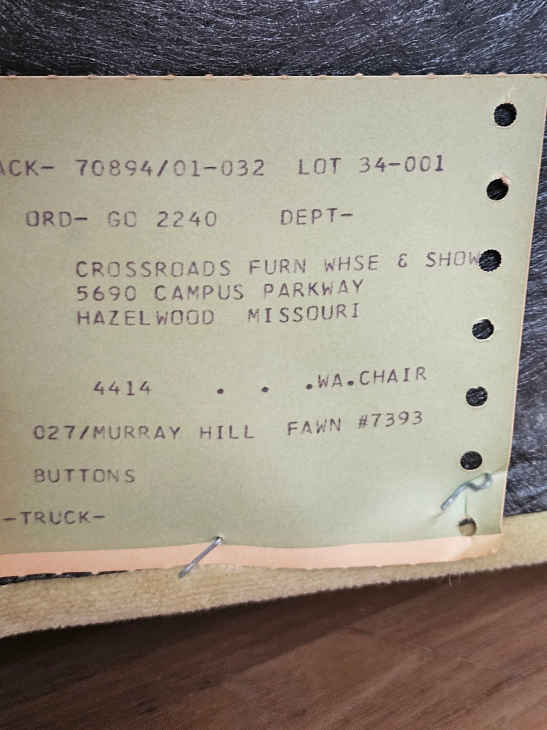 ACK- 70894/01-032 LOT 34-001
ORD- GO 2240 DEPT-
CROSSROADS FURN WHSE & SHOW
5690 CAMPUS PARKWAY
HAZELWOOD MISSOURI
4414 . . .WA.CHAIR
027/MURRAY HILL FAWN #7393
BUTTONS
-TRUCK-